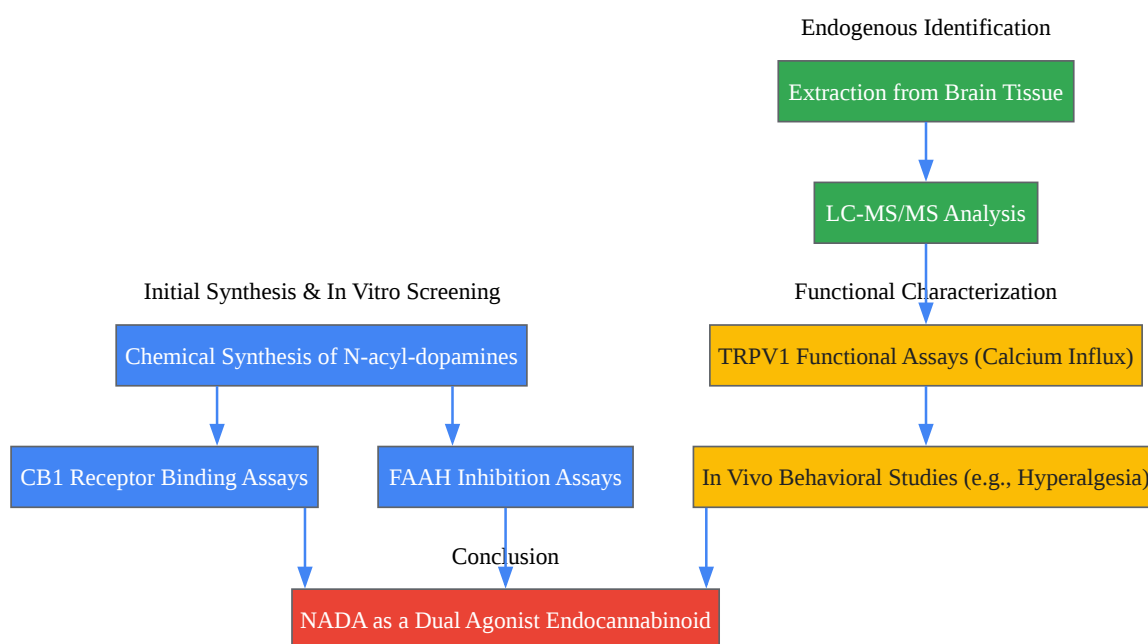 Endogenous Identification
Extraction from Brain Tissue
LC-MS/MS Analysis
Initial Synthesis & In Vitro Screening
Functional Characterization
Chemical Synthesis of N-acyl-dopamines
TRPV1 Functional Assays (Calcium Influx)
CB1 Receptor Binding Assays
FAAH Inhibition Assays
In Vivo Behavioral Studies (e.g., Hyperalgesia)
Conclusion
NADA as a Dual Agonist Endocannabinoid